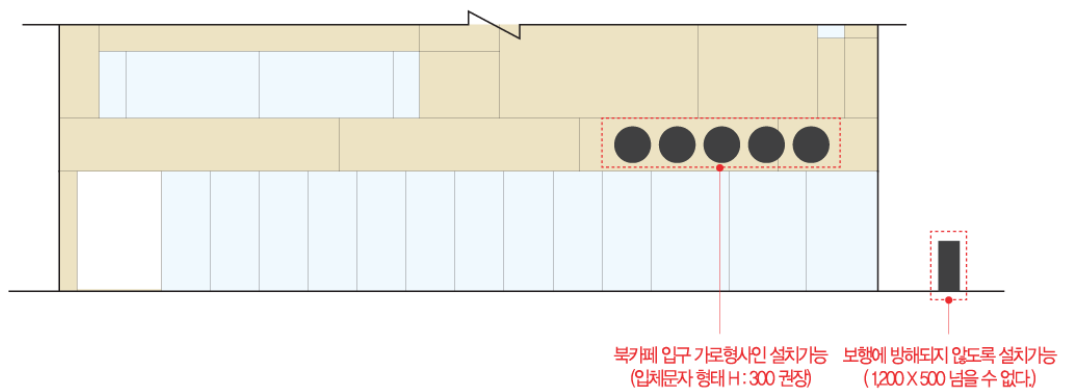 북카페 입구 가로형사인 설치가능
(입체문자 형태 H : 300 권장)
보행에 방해되지 않도록 설치가능
(1,200 X 500 넘을 수 없다.)